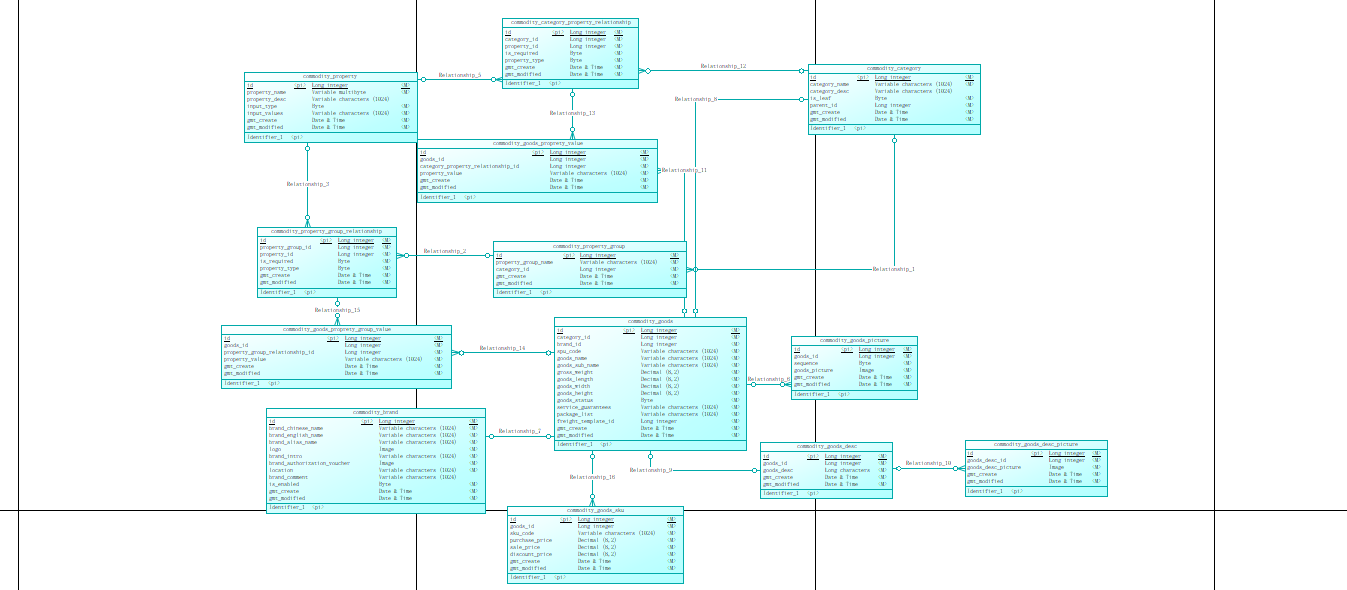 commodity_category_property_relationship
id <pi> Long integer <M>
category_id Long integer <M>
property_id Long integer <M>
is_required Byte <M>
property_type Byte <M>
gmt_create Date & Time <M>
gmt_modified Date & Time <M>
Identifier_1 <pi>
Relationship_5
Relationship_12
commodity_property
id <pi> Long integer <M>
property_name Variable multibyte <M>
property_desc Variable characters (1024)
input_type Byte <M>
input_values Variable characters (1024) <M>
gmt_create Date & Time <M>
gmt_modified Date & Time <M>
Identifier_1 <pi>
commodity_category
id <pi> Long integer <M>
category_name Variable characters (1024) <M>
category_desc Variable characters (1024)
is_leaf Byte <M>
parent_id Long integer <M>
gmt_create Date & Time <M>
gmt_modified Date & Time <M>
Identifier_1 <pi>
Relationship_13
commodity_goods_proprety_value
id <pi> Long integer <M>
goods_id Long integer <M>
category_property_relationship_id Long integer <M>
property_value Variable characters (1024) <M>
gmt_create Date & Time <M>
gmt_modified Date & Time <M>
Identifier_1 <pi>
Relationship_11
Relationship_3
commodity_property_group_relationship
id <pi> Long integer <M>
property_group_id Long integer <M>
property_id Long integer <M>
is_required Byte <M>
property_type Byte <M>
gmt_create Date & Time <M>
gmt_modified Date & Time <M>
Identifier_1 <pi>
Relationship_2
commodity_property_group
id <pi> Long integer <M>
property_group_name Variable characters (1024) <M>
category_id Long integer <M>
gmt_create Date & Time <M>
gmt_modified Date & Time <M>
Identifier_1 <pi>
Relationship_1
Relationship_15
commodity_goods_proprety_group_value
id <pi> Long integer <M>
goods_id Long integer <M>
property_group_relationship_id Long integer <M>
property_value Variable characters (1024) <M>
gmt_create Date & Time <M>
gmt_modified Date & Time <M>
Identifier_1 <pi>
Relationship_14
commodity_goods
id <pi> Long integer <M>
category_id Long integer <M>
brand_id Long integer <M>
spu_code Variable characters (1024) <M>
goods_name Variable characters (1024) <M>
goods_sub_name Variable characters (1024) <M>
gross_weight Decimal (8,2) <M>
goods_length Decimal (8,2) <M>
goods_width Decimal (8,2) <M>
goods_height Decimal (8,2) <M>
goods_status Byte <M>
service_guarantees Variable characters (1024) <M>
package_list Variable characters (1024) <M>
freight_template_id Long integer <M>
gmt_create Date & Time <M>
gmt_modified Date & Time <M>
Identifier_1 <pi>
commodity_goods_picture
id <pi> Long integer <M>
goods_id Long integer <M>
sequence Byte <M>
goods_picture Image <M>
gmt_create Date & Time <M>
gmt_modified Date & Time <M>
Identifier_1 <pi>
commodity_brand
id <pi> Long integer <M>
brand_chinese_name Variable characters (1024) <M>
brand_english_name Variable characters (1024) <M>
brand_alias_name Variable characters (1024) <M>
logo Image <M>
brand_intro Variable characters (1024) <M>
brand_authorization_voucher Image <M>
location Variable characters (1024) <M>
brand_comment Variable characters (1024) <M>
is_enabled Byte <M>
gmt_create Date & Time <M>
gmt_modified Date & Time <M>
Identifier_1 <pi>
Relationship_7
Relationship_9
commodity_goods_desc
id <pi> Long integer <M>
goods_id Long integer <M>
goods_desc Long characters <M>
gmt_create Date & Time <M>
gmt_modified Date & Time <M>
Identifier_1 <pi>
Relationship_10
commodity_goods_desc_picture
id <pi> Long integer <M>
goods_desc_id Long integer <M>
goods_desc_picture Image <M>
gmt_create Date & Time <M>
gmt_modified Date & Time <M>
Identifier_1 <pi>
commodity_goods_sku
id <pi> Long integer <M>
goods_id Long integer <M>
sku_code Variable characters (1024) <M>
purchase_price Decimal (8,2) <M>
sale_price Decimal (8,2) <M>
discount_price Decimal (8,2) <M>
gmt_create Date & Time <M>
gmt_modified Date & Time <M>
Identifier_1 <pi>